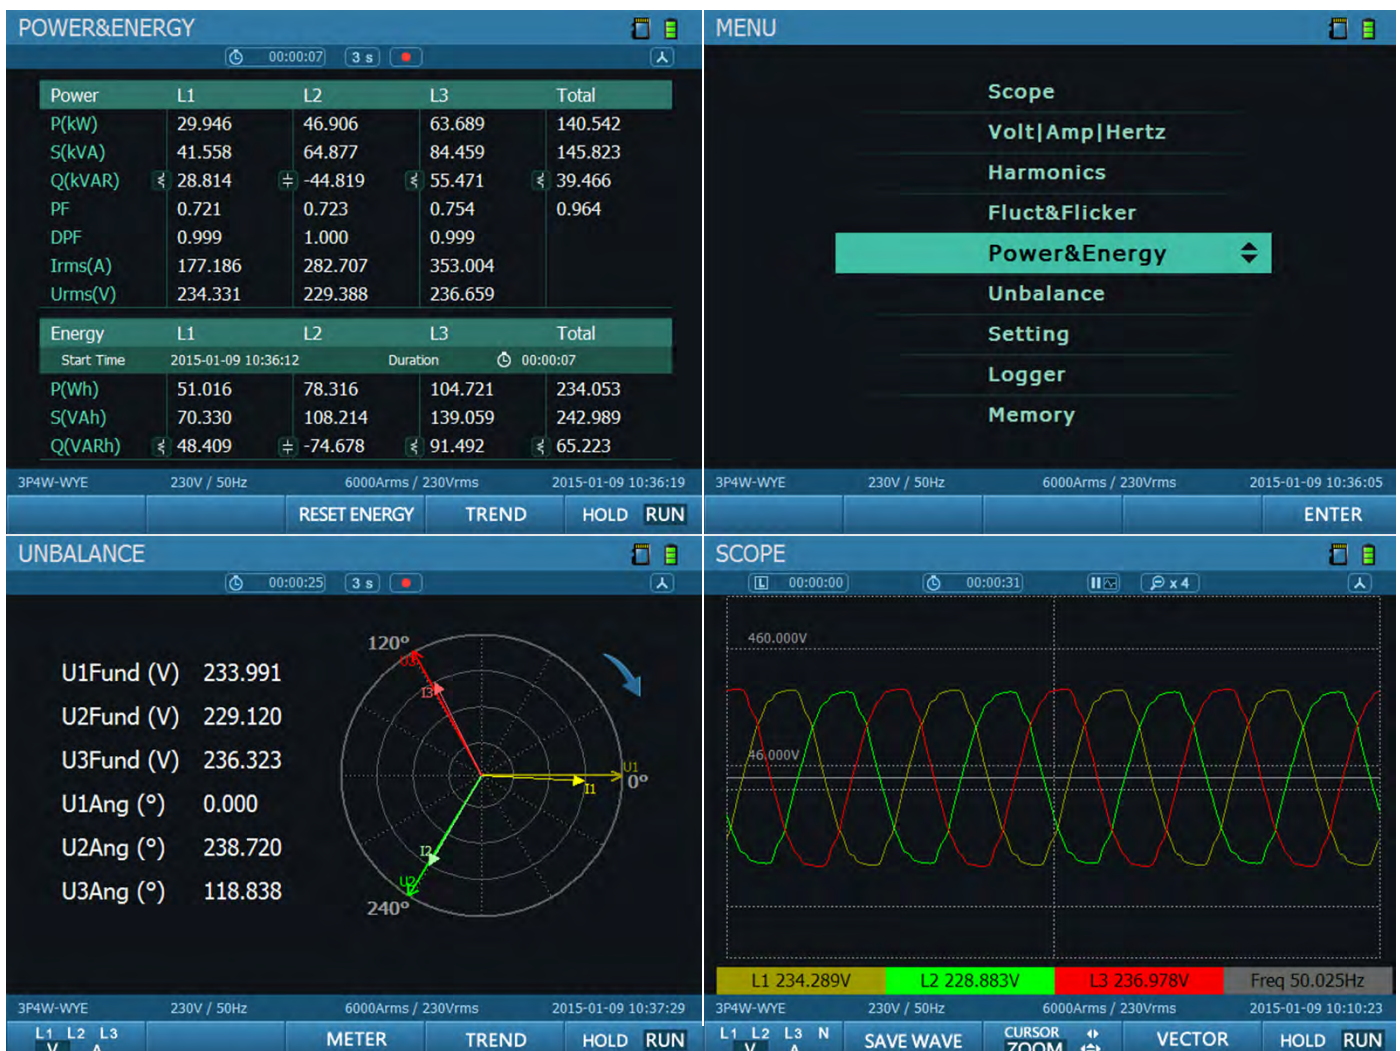 POWER&ENERGY
00:00:07 3 s
Power L1 L2 L3 Total
P(kW) 29.946 46.906 63.689 140.542
S(kVA) 41.558 64.877 84.459 145.823
Q(kVAR) 28.814 -44.819 55.471 39.466
PF 0.721 0.723 0.754 0.964
DPF 0.999 1.000 0.999
Irms(A) 177.186 282.707 353.004
Urms(V) 234.331 229.388 236.659
Energy L1 L2 L3 Total
Start Time 2015-01-09 10:36:12 Duration 00:00:07
P(Wh) 51.016 78.316 104.721 234.053
S(VAh) 70.330 108.214 139.059 242.989
Q(VARh) 48.409 -74.678 91.492 65.223
3P4W-WYE 230V / 50Hz 6000Arms / 230Vrms 2015-01-09 10:36:19
RESET ENERGY TREND HOLD RUN
MENU
Scope
Volt|Amp|Hertz
Harmonics
Fluct&Flicker
Power&Energy
Unbalance
Setting
Logger
Memory
3P4W-WYE 230V / 50Hz 6000Arms / 230Vrms 2015-01-09 10:36:05
ENTER
UNBALANCE
00:00:25 3 s
120°
U3
I3
U1Fund (V) 233.991
U2Fund (V) 229.120
U3Fund (V) 236.323
U1
0°
I1
U1Ang (°) 0.000
U2Ang (°) 238.720
I2
U3Ang (°) 118.838
U2
240°
3P4W-WYE 230V / 50Hz 6000Arms / 230Vrms 2015-01-09 10:37:29
L1 L2 L3
V A
METER TREND HOLD RUN
SCOPE
L 00:00:00 00:00:31 x 4
460.000V
46.000V
L1 234.289V L2 228.883V L3 236.978V Freq 50.025Hz
3P4W-WYE 230V / 50Hz 6000Arms / 230Vrms 2015-01-09 10:10:23
L1 L2 L3 N
V A
SAVE WAVE
CURSOR
ZOOM
VECTOR HOLD RUN